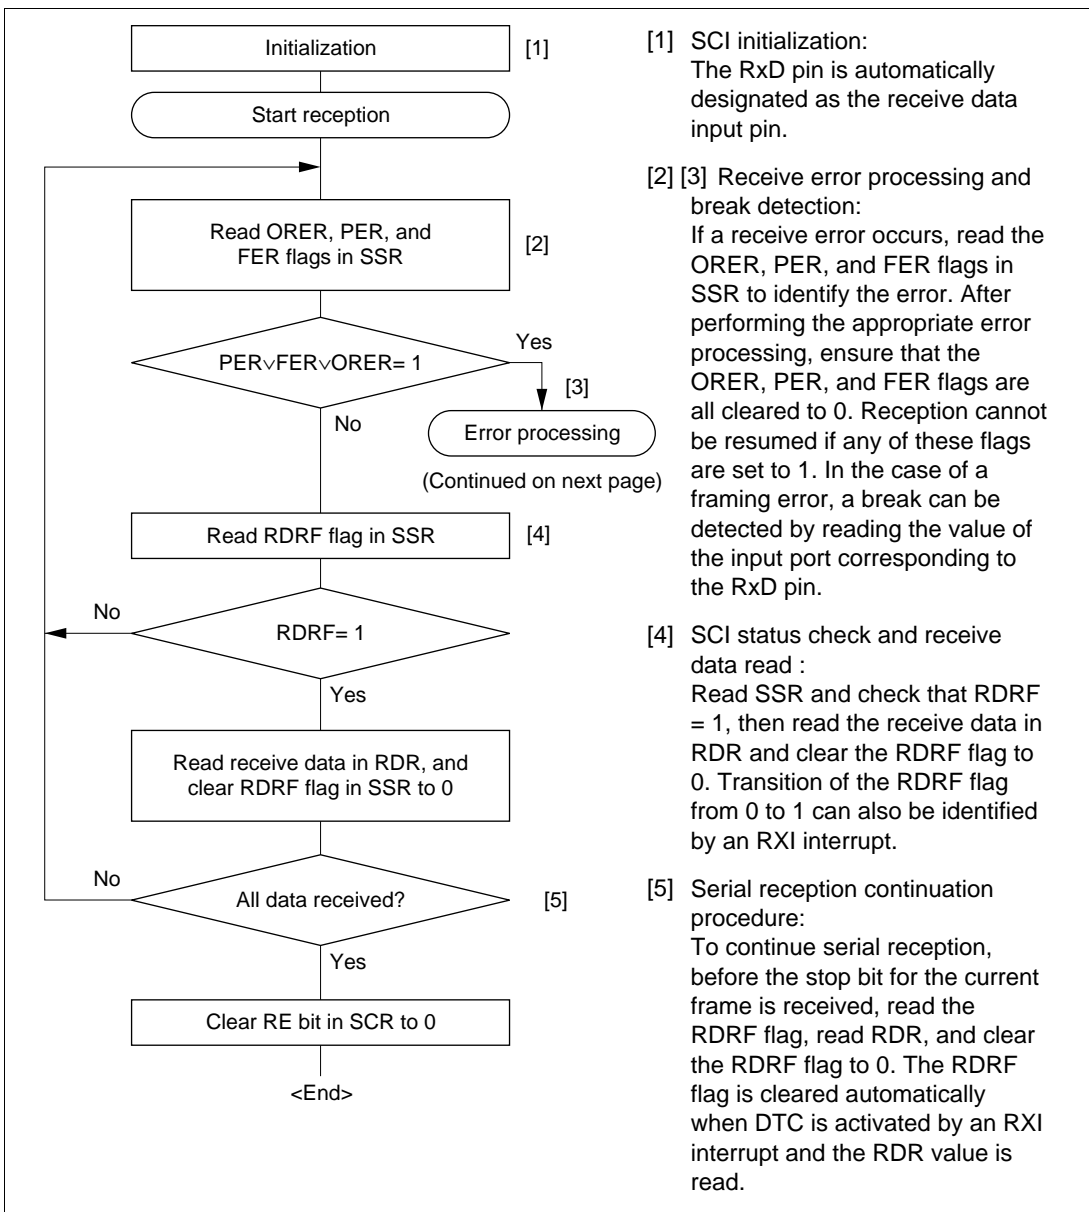 Initialization
[1]
Start reception
Read ORER, PER, and
FER flags in SSR
[2]
PER∨FER∨ORER= 1
Yes
[3]
No
Error processing
(Continued on next page)
Read RDRF flag in SSR
[4]
No
RDRF= 1
Yes
Read receive data in RDR, and
clear RDRF flag in SSR to 0
No
All data received?
[5]
Yes
Clear RE bit in SCR to 0
<End>
[1] SCI initialization:
The RxD pin is automatically
designated as the receive data
input pin.
[2] [3] Receive error processing and
break detection:
If a receive error occurs, read the
ORER, PER, and FER flags in
SSR to identify the error. After
performing the appropriate error
processing, ensure that the
ORER, PER, and FER flags are
all cleared to 0. Reception cannot
be resumed if any of these flags
are set to 1. In the case of a
framing error, a break can be
detected by reading the value of
the input port corresponding to
the RxD pin.
[4] SCI status check and receive
data read :
Read SSR and check that RDRF
= 1, then read the receive data in
RDR and clear the RDRF flag to
0. Transition of the RDRF flag
from 0 to 1 can also be identified
by an RXI interrupt.
[5] Serial reception continuation
procedure:
To continue serial reception,
before the stop bit for the current
frame is received, read the
RDRF flag, read RDR, and clear
the RDRF flag to 0. The RDRF
flag is cleared automatically
when DTC is activated by an RXI
interrupt and the RDR value is
read.